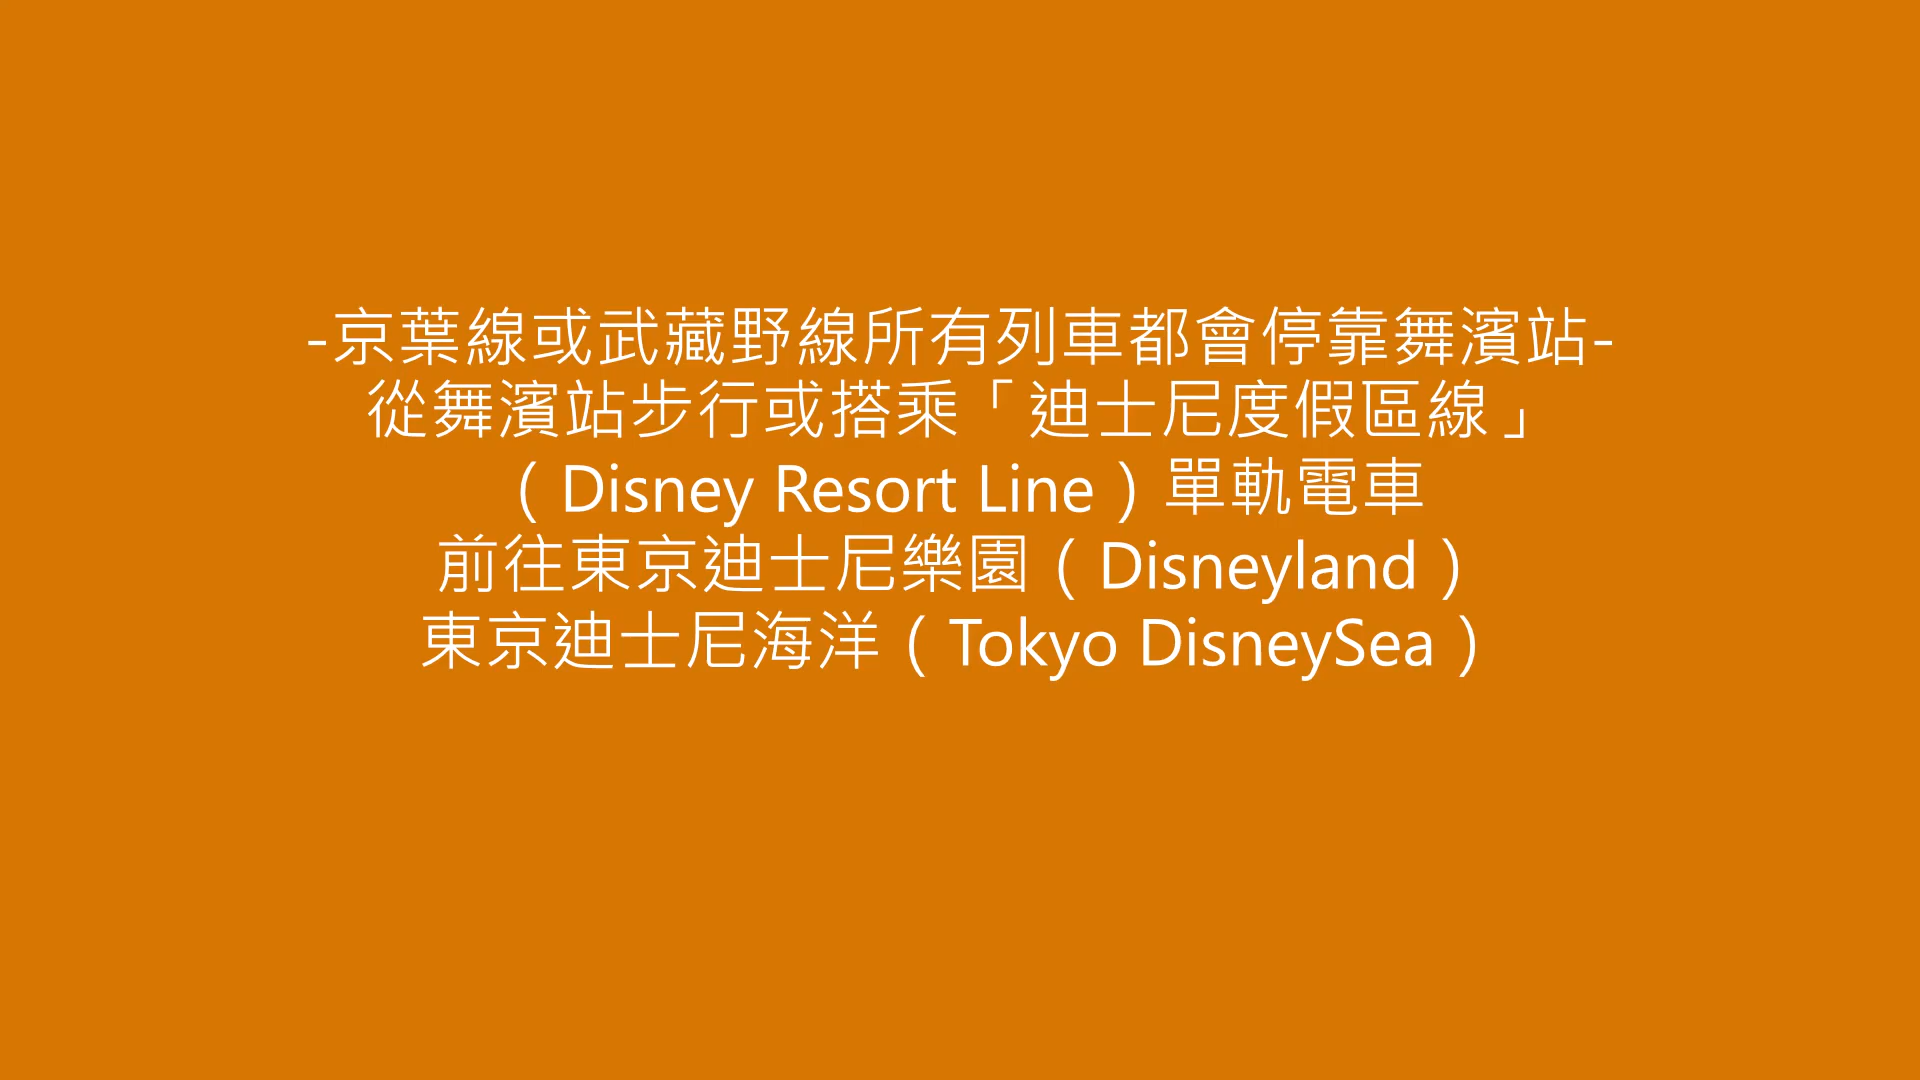 -京葉線或武藏野線所有列車都會停靠舞濱站-
從舞濱站步行或搭乘「迪士尼度假區線」
（Disney Resort Line）單軌電車
前往東京迪士尼樂園（Disneyland）
東京迪士尼海洋（Tokyo DisneySea）